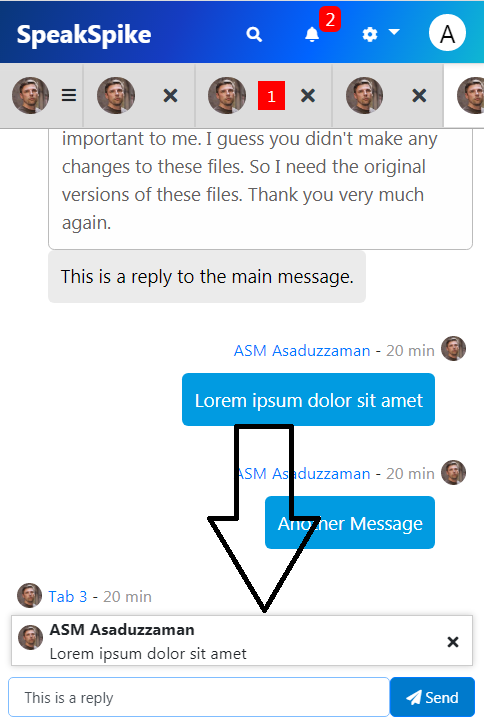 SpeakSpike
2
A
1
important to me. I guess you didn't make any
changes to these files. So I need the original
versions of these files. Thank you very much
again.
This is a reply to the main message.
ASM Asaduzzaman - 20 min
Lorem ipsum dolor sit amet
ASM Asaduzzaman - 20 min
Another Message
Tab 3 - 20 min
ASM Asaduzzaman
Lorem ipsum dolor sit amet
This is a reply
Send